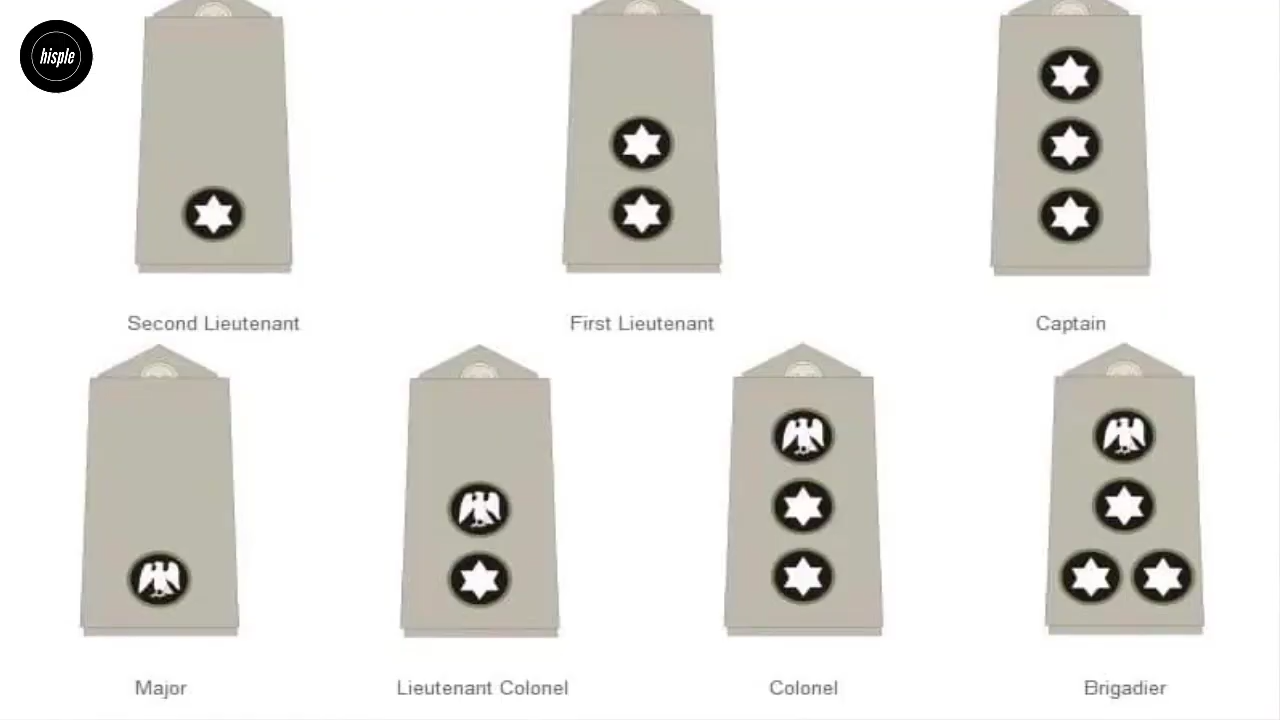 hisple
Second Lieutenant
First Lieutenant
Captain
Major
Lieutenant Colonel
Colonel
Brigadier